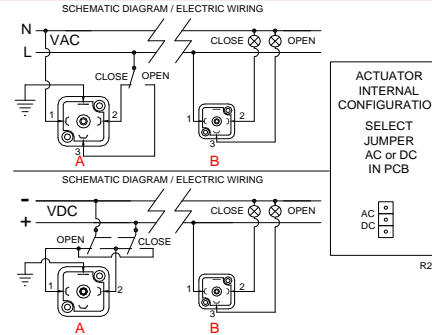 SCHEMATIC DIAGRAM / ELECTRIC WIRING
N
VAC
L
CLOSE
OPEN
CLOSE OPEN
1
2
3
A
1
2
3
B
SCHEMATIC DIAGRAM / ELECTRIC WIRING
-
VDC
+
CLOSE
OPEN
OPEN
CLOSE
1
2
A
1
2
3
B
ACTUATOR
INTERNAL
CONFIGURATIO
SELECT
JUMPER
AC or DC
IN PCB
AC
DC
R2